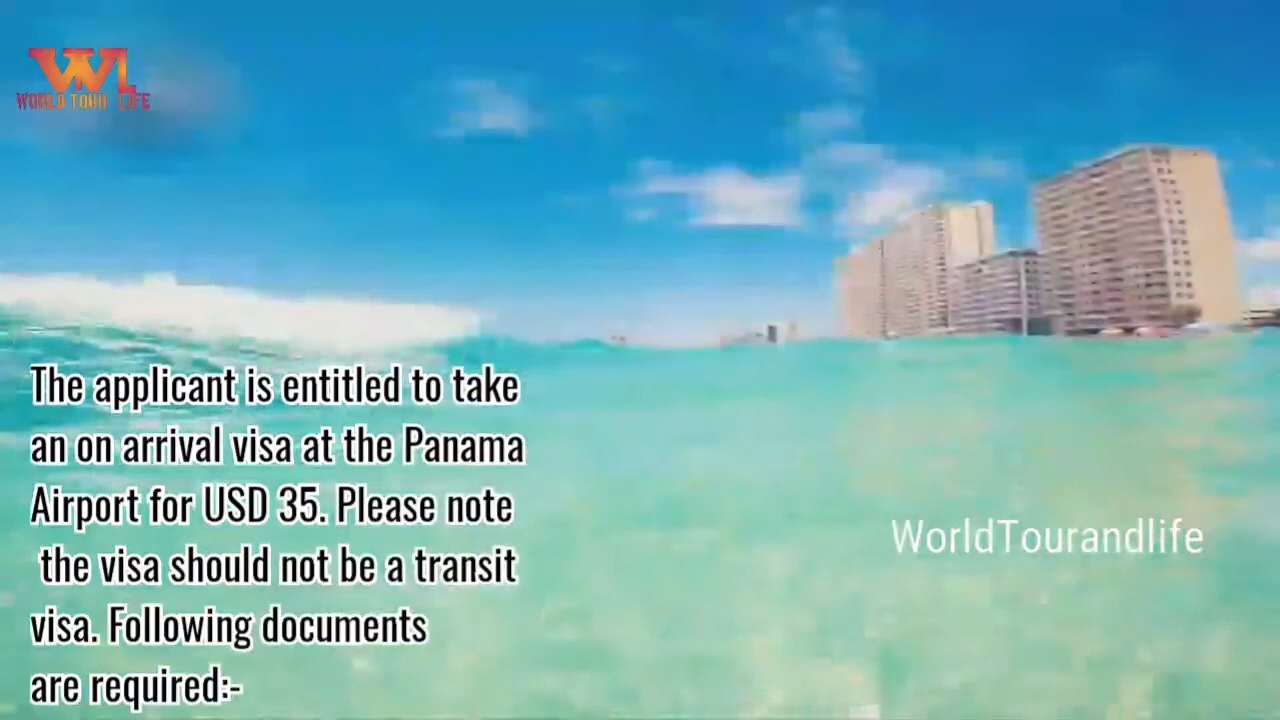 WL
WORLD TOUR LIFE
The applicant is entitled to take
an on arrival visa at the Panama
Airport for USD 35. Please note
the visa should not be a transit
visa. Following documents
are required:-
WorldTourandlife